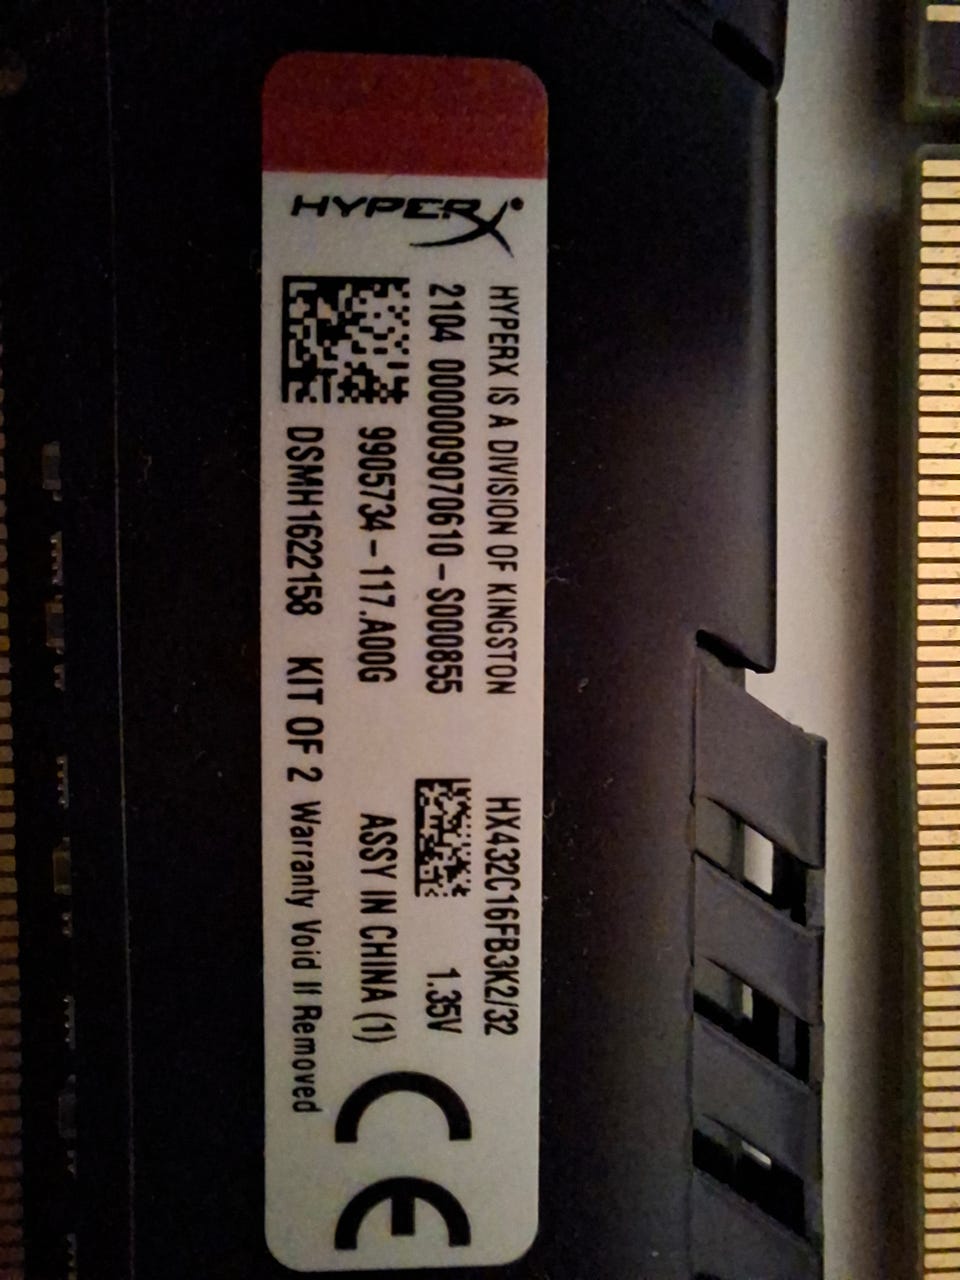 HYPERX
HYPERX IS A DIVISION OF KINGSTON HX432C16FB3K2/32
2104 000009070610-S000855 1.35V
9905734-117.A00G ASSY IN CHINA (1)
DSMH1622158 KIT OF 2 Warranty Void If Removed
CE